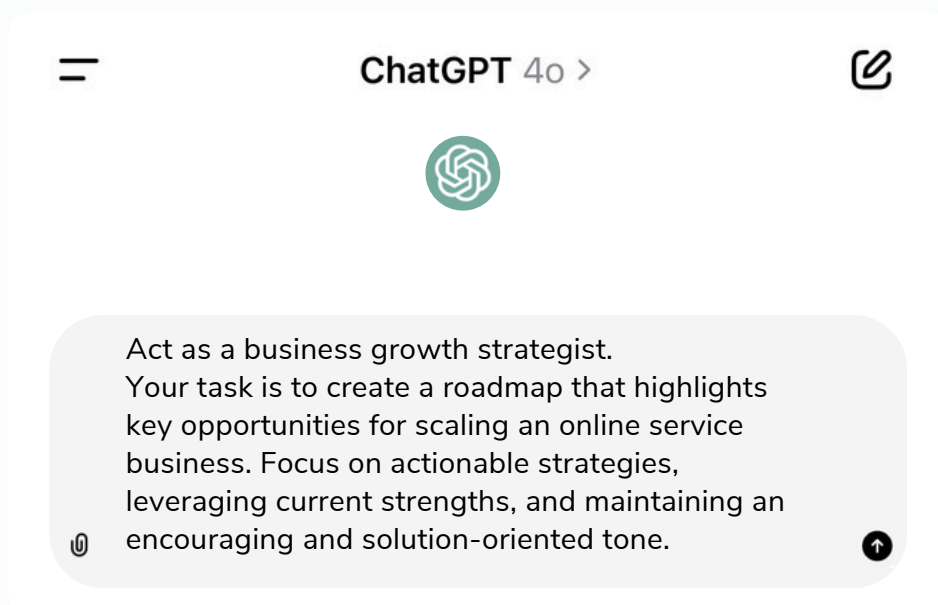 ChatGPT 4o >
Act as a business growth strategist.
Your task is to create a roadmap that highlights
key opportunities for scaling an online service
business. Focus on actionable strategies,
leveraging current strengths, and maintaining an
encouraging and solution-oriented tone.